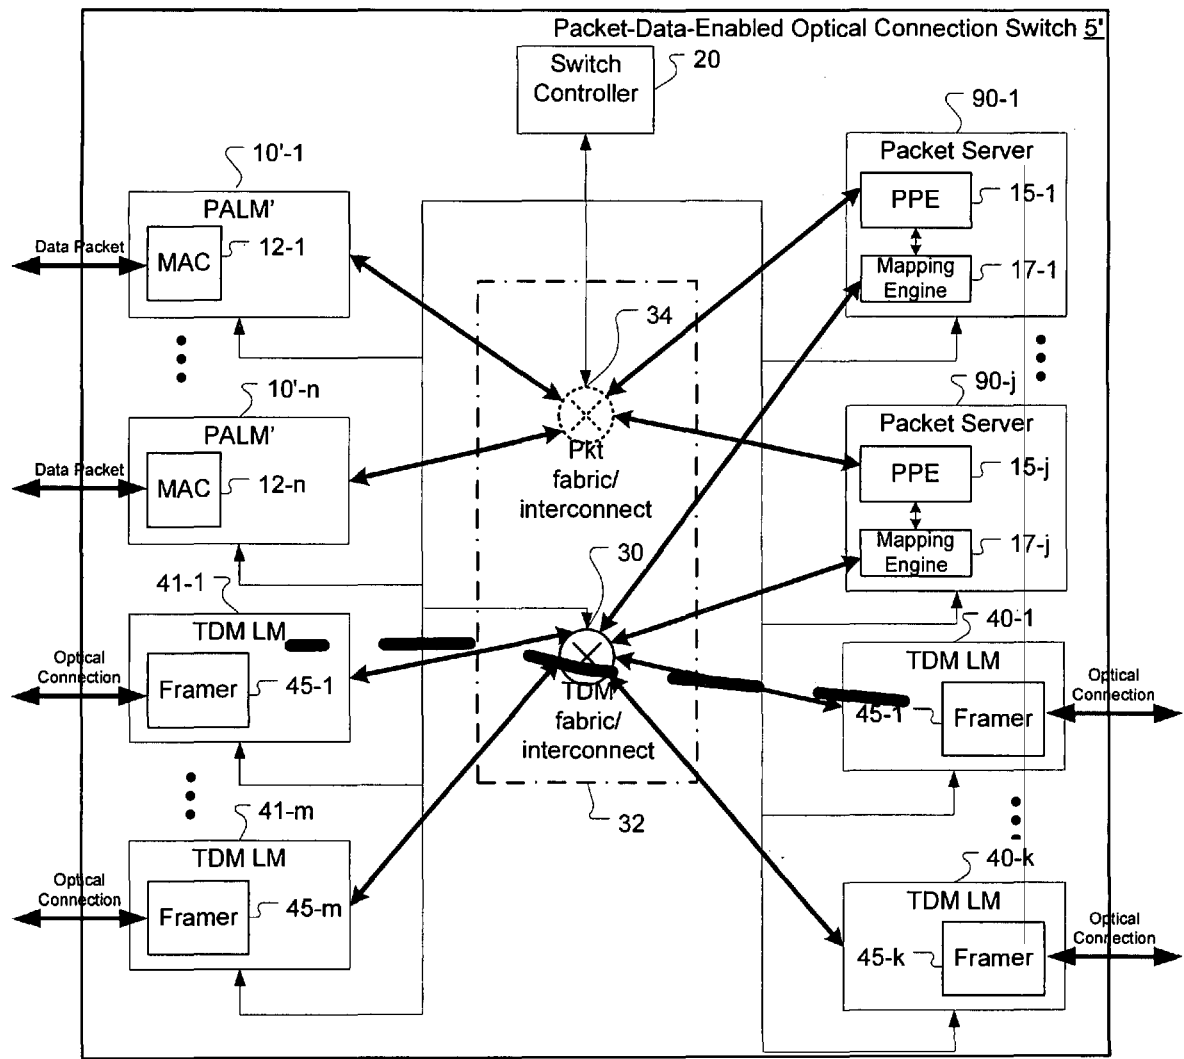 Packet-Data-Enabled Optical Connection Switch 5'
Switch
Controller
20
90-1
Packet Server
PPE
15-1
Mapping
Engine
17-1
10'-1
PALM'
Data Packet
MAC
12-1
34
Pkt
fabric/
interconnect
10'-n
PALM'
Data Packet
MAC
12-n
90-j
Packet Server
PPE
15-j
Mapping
Engine
17-j
30
TDM
fabric/
interconnect
32
41-1
TDM LM
Optical
Connection
Framer
45-1
40-1
TDM LM
45-1
Framer
Optical
Connection
41-m
TDM LM
Optical
Connection
Framer
45-m
40-k
TDM LM
45-k
Framer
Optical
Connection